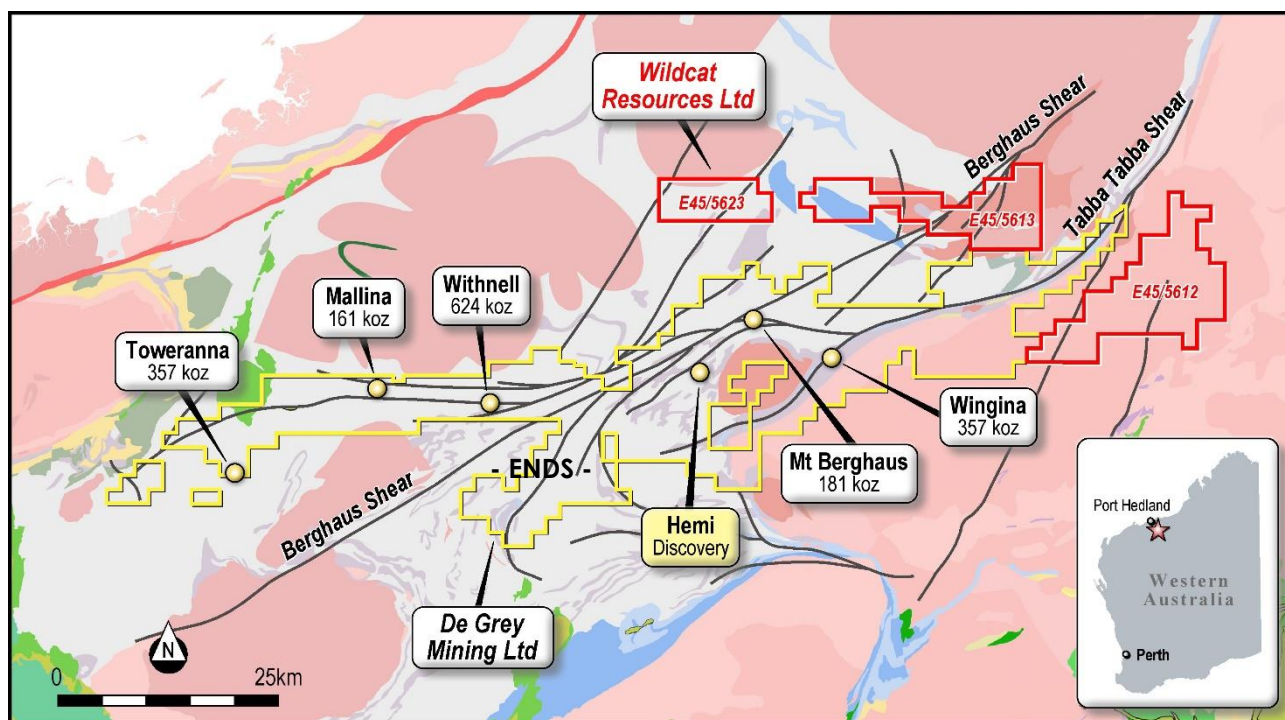 Wildcat
Resources Ltd
Berghaus Shear
Tabba Tabba Shear
E45/5623
E45/5613
E45/5612
Mallina
161 koz
Withnell
624 koz
Toweranna
357 koz
Wingina
357 koz
Mt Berghaus
181 koz
- ENDS -
Hemi
Discovery
Berghaus Shear
De Grey
Mining Ltd
N
0 25km
Port Hedland
Western
Australia
Perth